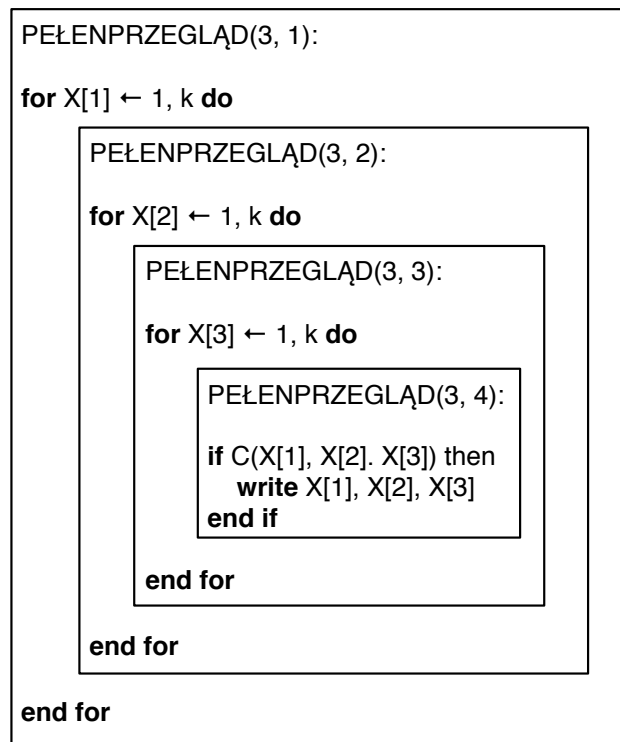 PEŁENPRZEGLĄD(3, 1):
for X[1] ← 1, k do
PEŁENPRZEGLĄD(3, 2):
for X[2] ← 1, k do
PEŁENPRZEGLĄD(3, 3):
for X[3] ← 1, k do
PEŁENPRZEGLĄD(3, 4):
if C(X[1], X[2]. X[3]) then
write X[1], X[2], X[3]
end if
end for
end for
end for